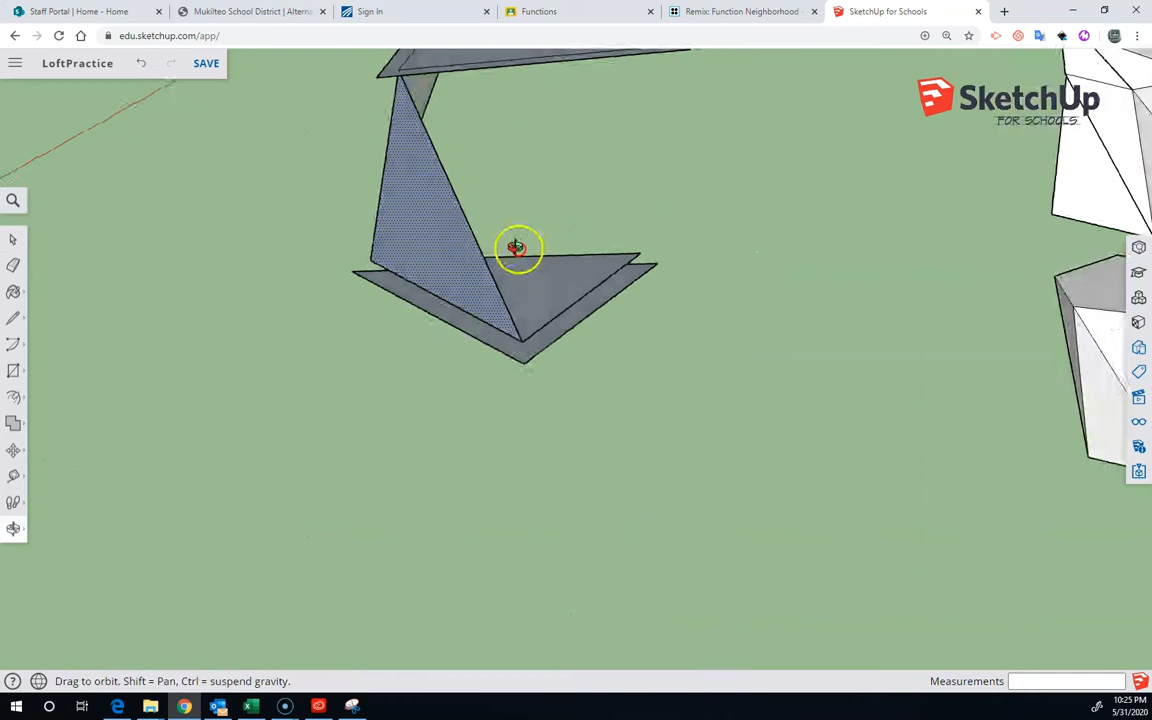 Staff Portal | Home - Home
Mukilteo School District | Alterna
Sign In
Functions
Remix: Function Neighborhood -
SketchUp for Schools
edu.sketchup.com/app/
LoftPractice
SAVE
SketchUp
FOR SCHOOLS
Drag to orbit. Shift = Pan, Ctrl = suspend gravity.
Measurements
10:25 PM
5/31/2020